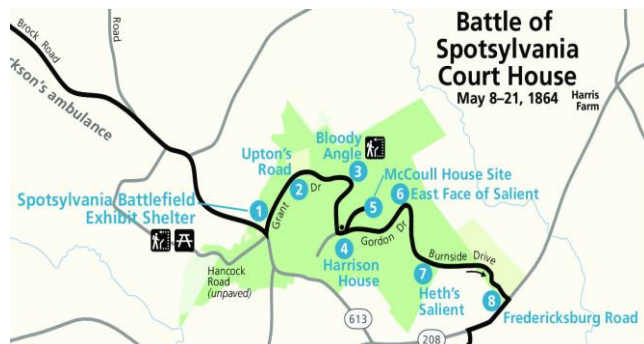 Battle of
Spotsylvania
Court House
May 8–21, 1864
Harris
Farm
Brock Road
Road
ckson's ambulance
Bloody
Angle
3
Upton's
Road
2
Grant Dr
McCoull House Site
5
6
East Face of Salient
Spotsylvania Battlefield
Exhibit Shelter
1
4
Harrison
House
Gordon Dr
Burnside Drive
Hancock
Road
(unpaved)
7
Heth's
Salient
8
Fredericksburg Road
613
208